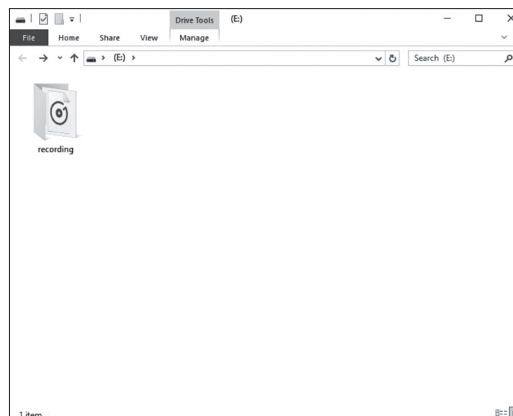 Drive Tools (E:)
File Home Share View Manage
(E:)
Search (E:)
recording
1 item